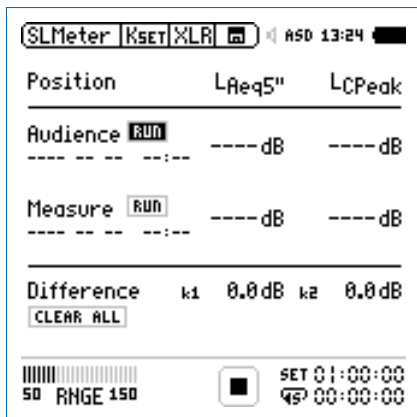 SLMeter KSET XLR ASD 13:24
Position LAeq5" LCPeak
Audience RUN ----dB ----dB
---- -- -- --:--
Measure RUN ----dB ----dB
---- -- -- --:--
Difference k1 0.0dB k2 0.0dB
CLEAR ALL
50 RNGE 150 SET 01:00:00
00:00:00